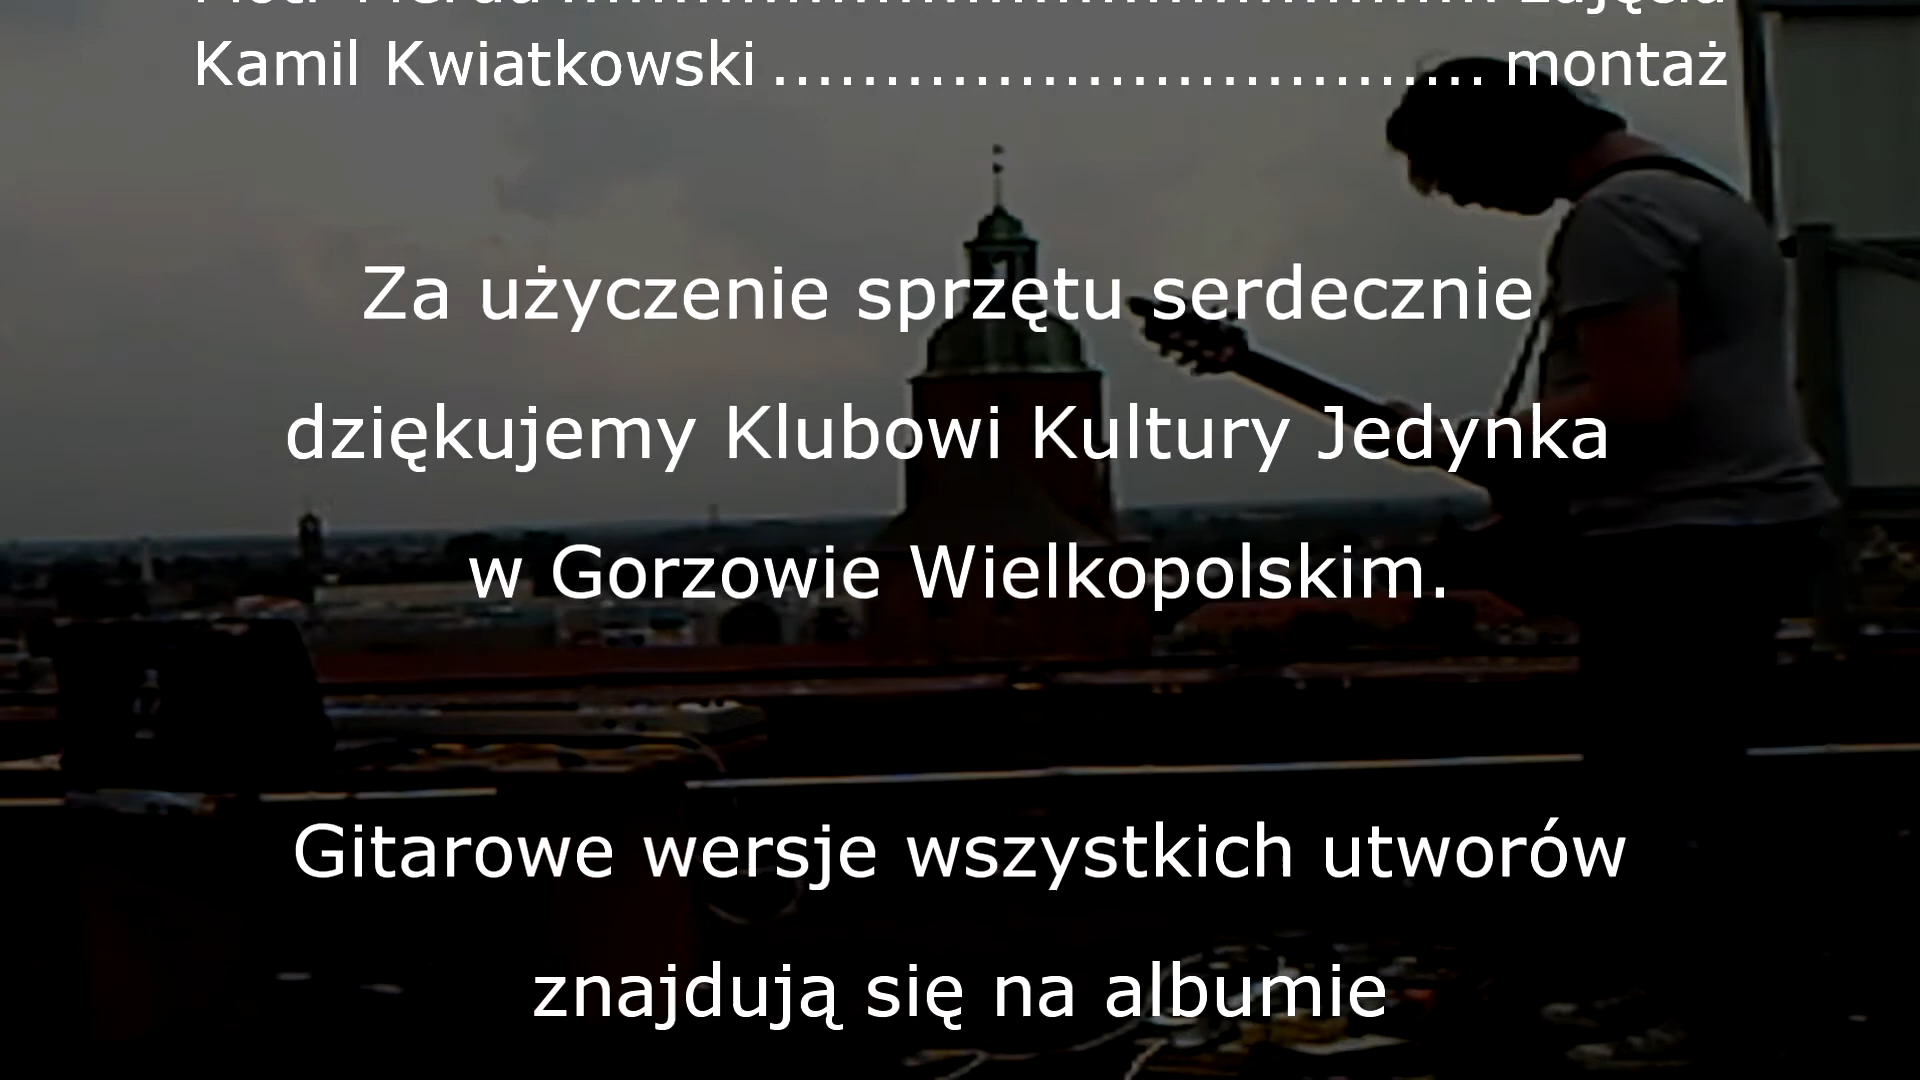 Kamil Kwiatkowski ................................ montaż
Za użyczenie sprzętu serdecznie
dziękujemy Klubowi Kultury Jedynka
w Gorzowie Wielkopolskim.
Gitarowe wersje wszystkich utworów
znajdują się na albumie